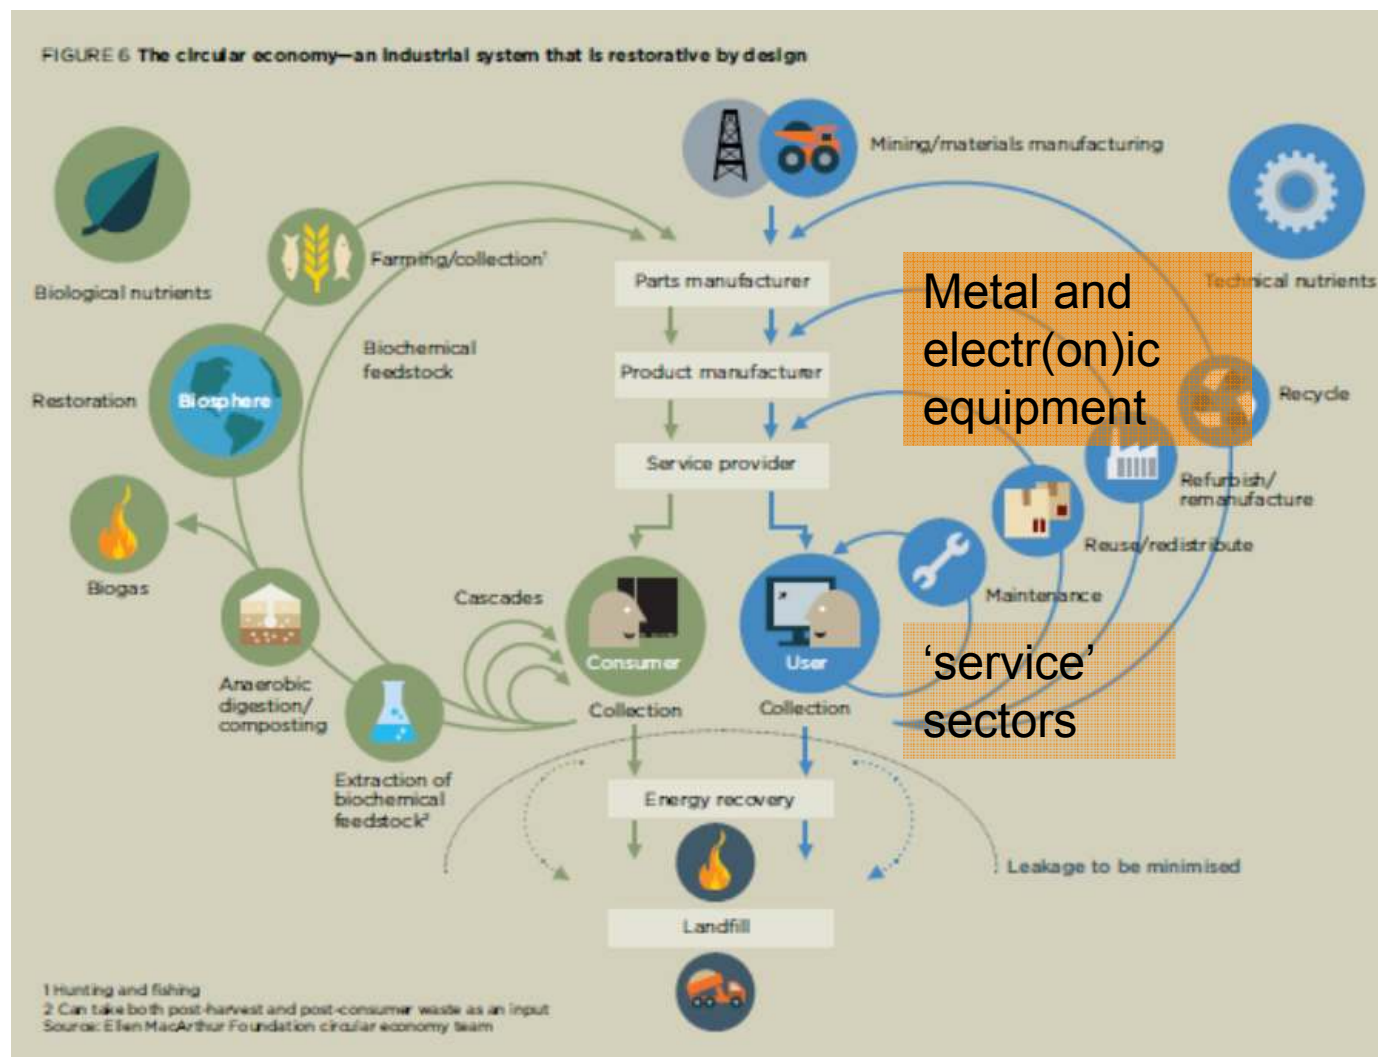 FIGURE 6 The circular economy—an industrial system that is restorative by design
Mining/materials manufacturing
Farming/collection¹
Biological nutrients
Technical nutrients
Parts manufacturer
Metal and
electr(on)ic
equipment
Biochemical
feedstock
Product manufacturer
Restoration
Biosphere
Recycle
Service provider
Refurbish/
remanufacture
Reuse/redistribute
Biogas
Cascades
Maintenance
Consumer
User
'service'
sectors
Anaerobic
digestion/
composting
Collection
Collection
Extraction of
biochemical
feedstock²
Energy recovery
Leakage to be minimised
Landfill
1 Hunting and fishing
2 Can take both post-harvest and post-consumer waste as an input
Source: Ellen MacArthur Foundation circular economy team